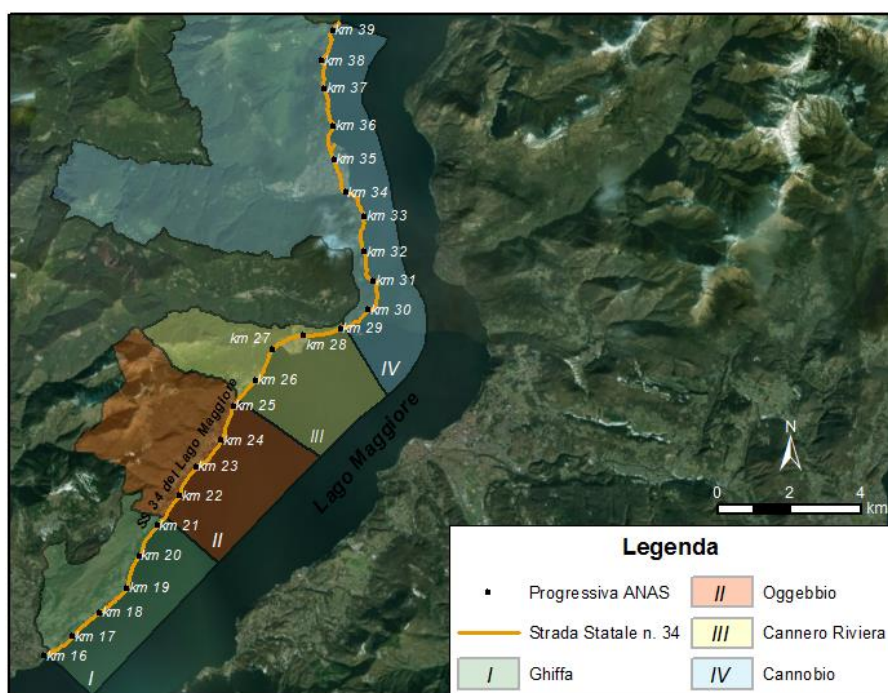 km 39
km 38
km 37
km 36
km 35
km 34
km 33
km 32
km 31
km 30
km 29
km 28
km 27
km 26
km 25
km 24
km 23
km 22
km 21
km 20
km 19
km 18
km 17
km 16
IV
III
II
I
SS 34 del Lago Maggiore
Lago Maggiore
N
0 2 4
km
Legenda
Progressiva ANAS
Strada Statale n. 34
I Ghiffa
II Oggebbio
III Cannero Riviera
IV Cannobio